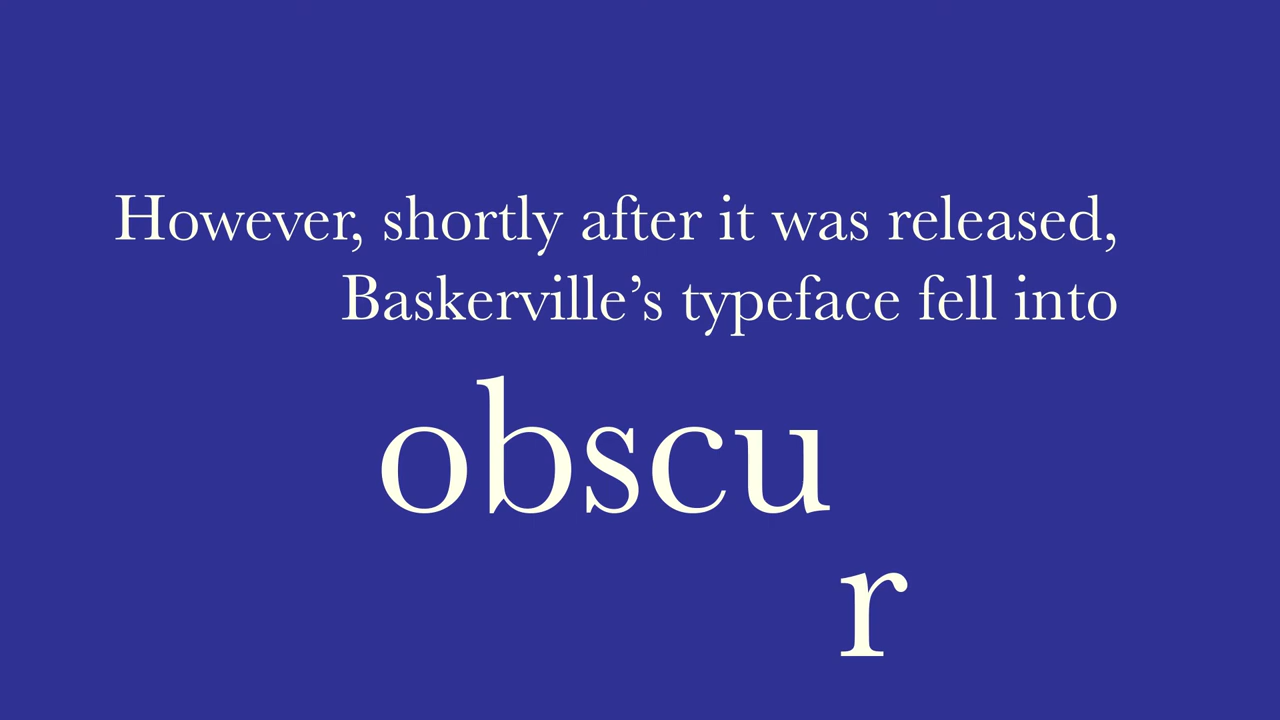 However, shortly after it was released,
Baskerville’s typeface fell into
obscu
r